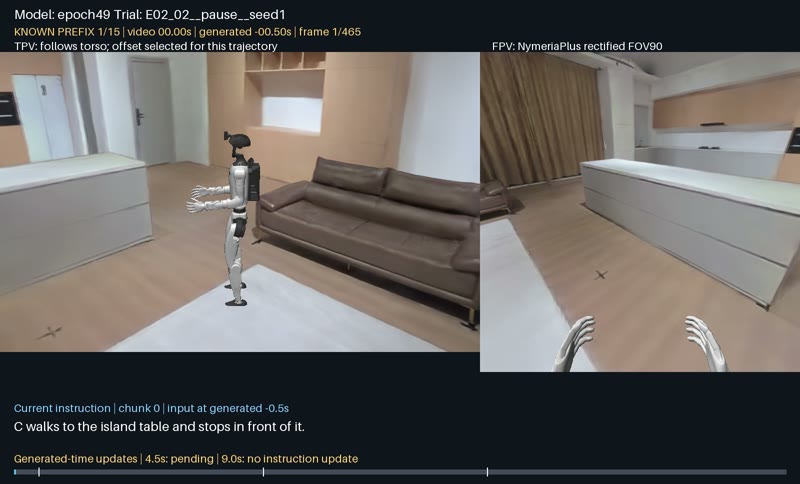 Model: epoch49 Trial: E02_02__pause__seed1
KNOWN PREFIX 1/15 | video 00.00s | generated -00.50s | frame 1/465
TPV: follows torso; offset selected for this trajectory
FPV: NymeriaPlus rectified FOV90
Current instruction | chunk 0 | input at generated -0.5s
C walks to the island table and stops in front of it.
Generated-time updates | 4.5s: pending | 9.0s: no instruction update